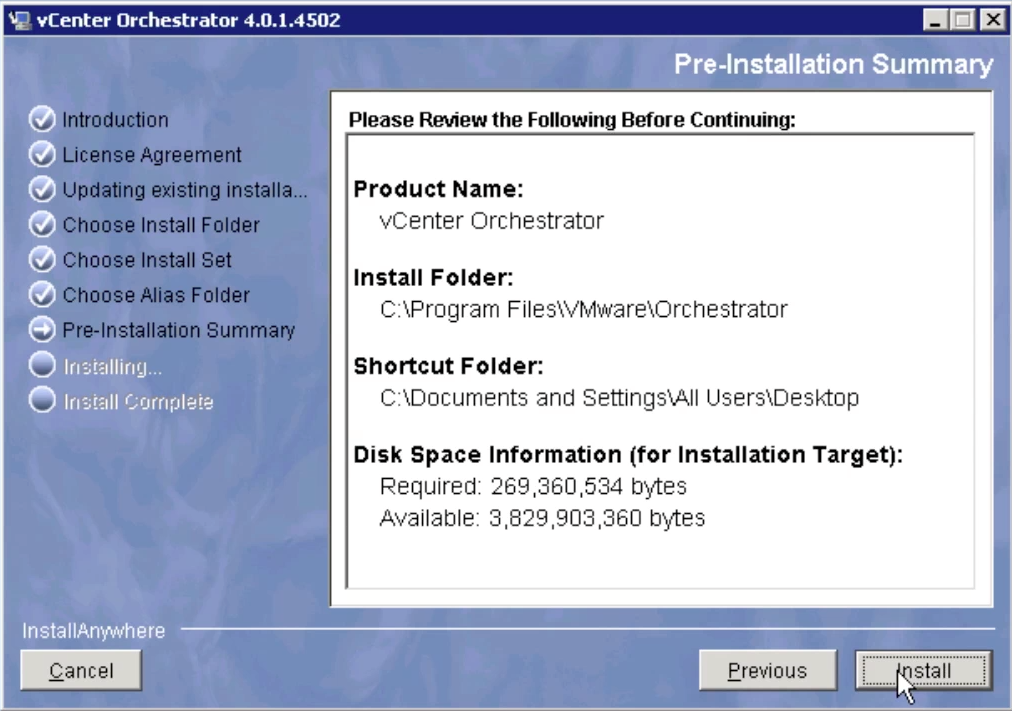 vCenter Orchestrator 4.0.1.4502
Pre-Installation Summary
Introduction
License Agreement
Updating existing installa...
Choose Install Folder
Choose Install Set
Choose Alias Folder
Pre-Installation Summary
Installing...
Install Complete
Please Review the Following Before Continuing:
Product Name:
vCenter Orchestrator
Install Folder:
C:\Program Files\VMware\Orchestrator
Shortcut Folder:
C:\Documents and Settings\All Users\Desktop
Disk Space Information (for Installation Target):
Required: 269,360,534 bytes
Available: 3,829,903,360 bytes
InstallAnywhere
Cancel
Previous
Install